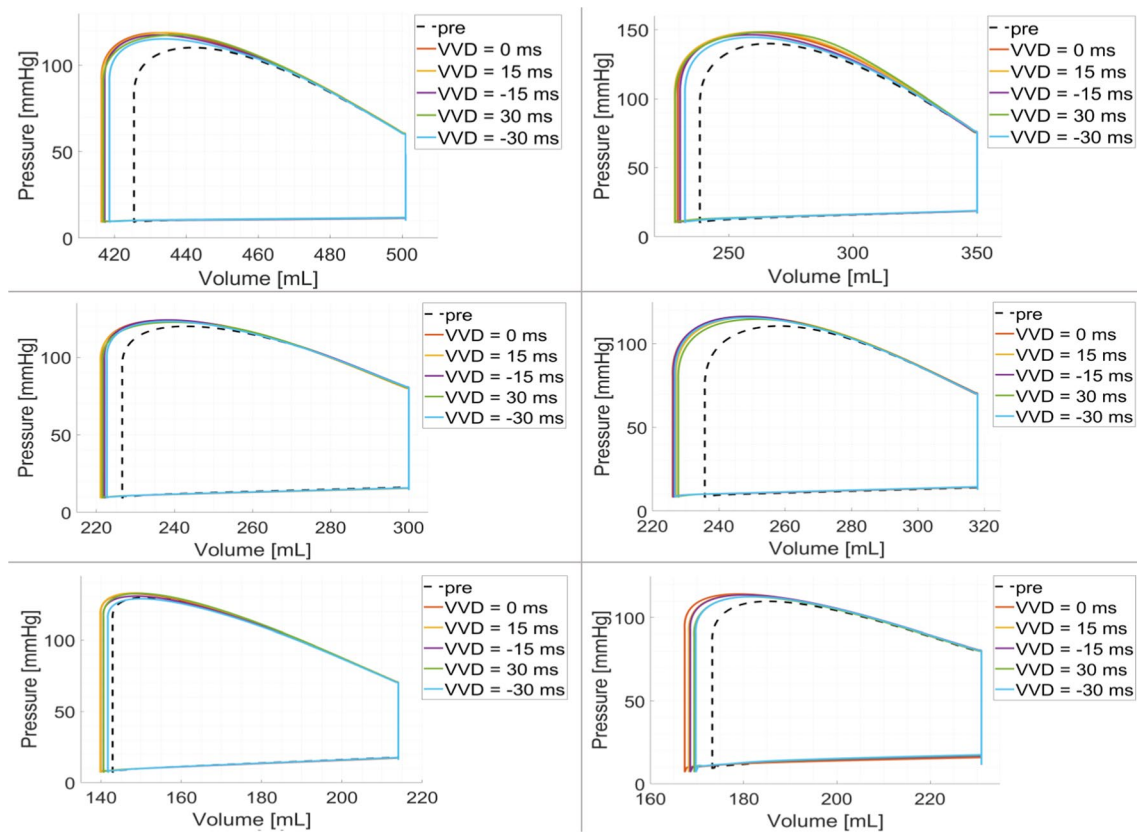 Pressure [mmHg]
100
50
0
420 440 460 480 500
Volume [mL]
pre
VVD = 0 ms
VVD = 15 ms
VVD = -15 ms
VVD = 30 ms
VVD = -30 ms
Pressure [mmHg]
150
100
50
0
250 300 350
Volume [mL]
pre
VVD = 0 ms
VVD = 15 ms
VVD = -15 ms
VVD = 30 ms
VVD = -30 ms
Pressure [mmHg]
100
50
0
220 240 260 280 300
Volume [mL]
pre
VVD = 0 ms
VVD = 15 ms
VVD = -15 ms
VVD = 30 ms
VVD = -30 ms
Pressure [mmHg]
100
50
0
220 240 260 280 300 320
Volume [mL]
pre
VVD = 0 ms
VVD = 15 ms
VVD = -15 ms
VVD = 30 ms
VVD = -30 ms
Pressure [mmHg]
100
50
0
140 160 180 200 220
Volume [mL]
pre
VVD = 0 ms
VVD = 15 ms
VVD = -15 ms
VVD = 30 ms
VVD = -30 ms
Pressure [mmHg]
100
50
0
160 180 200 220
Volume [mL]
pre
VVD = 0 ms
VVD = 15 ms
VVD = -15 ms
VVD = 30 ms
VVD = -30 ms